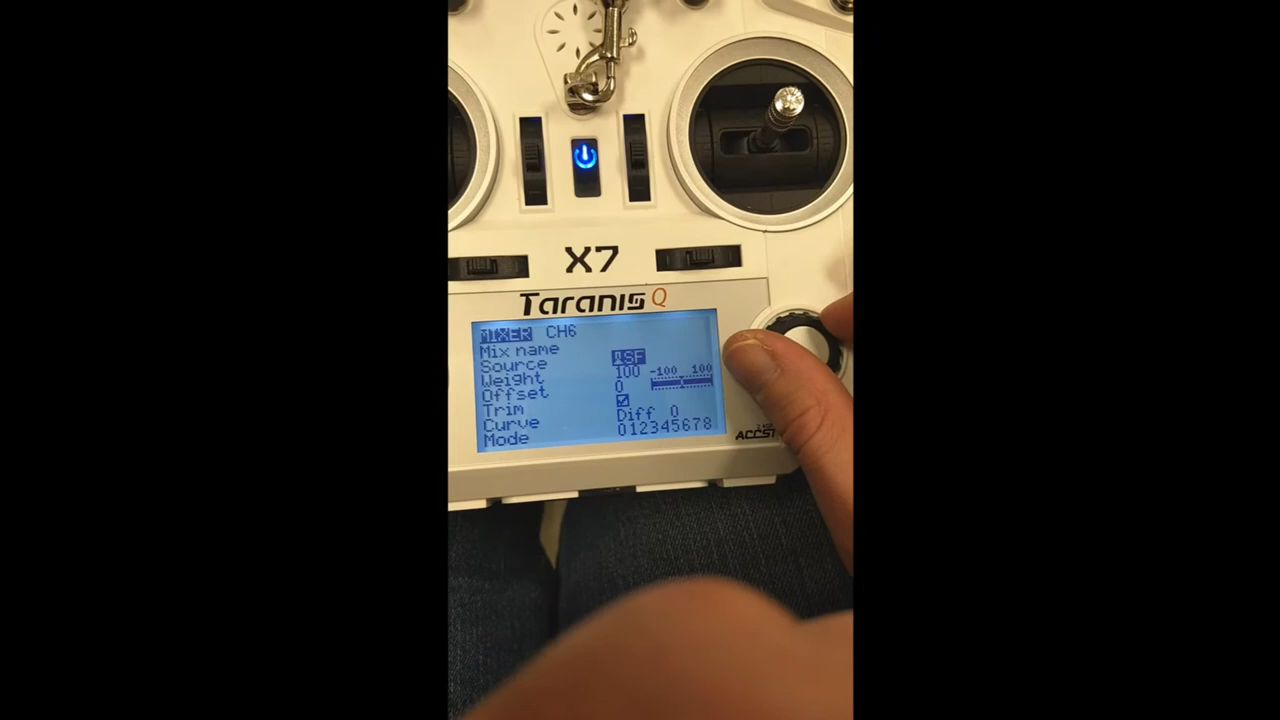 X7
Taranis Q
MIXER CH6
Mix name
Source SF
Weight 100 -100 100
Offset 0
Trim
Curve Diff 0
Mode 012345678